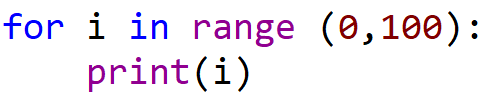 for i in range (0,100):
    print(i)